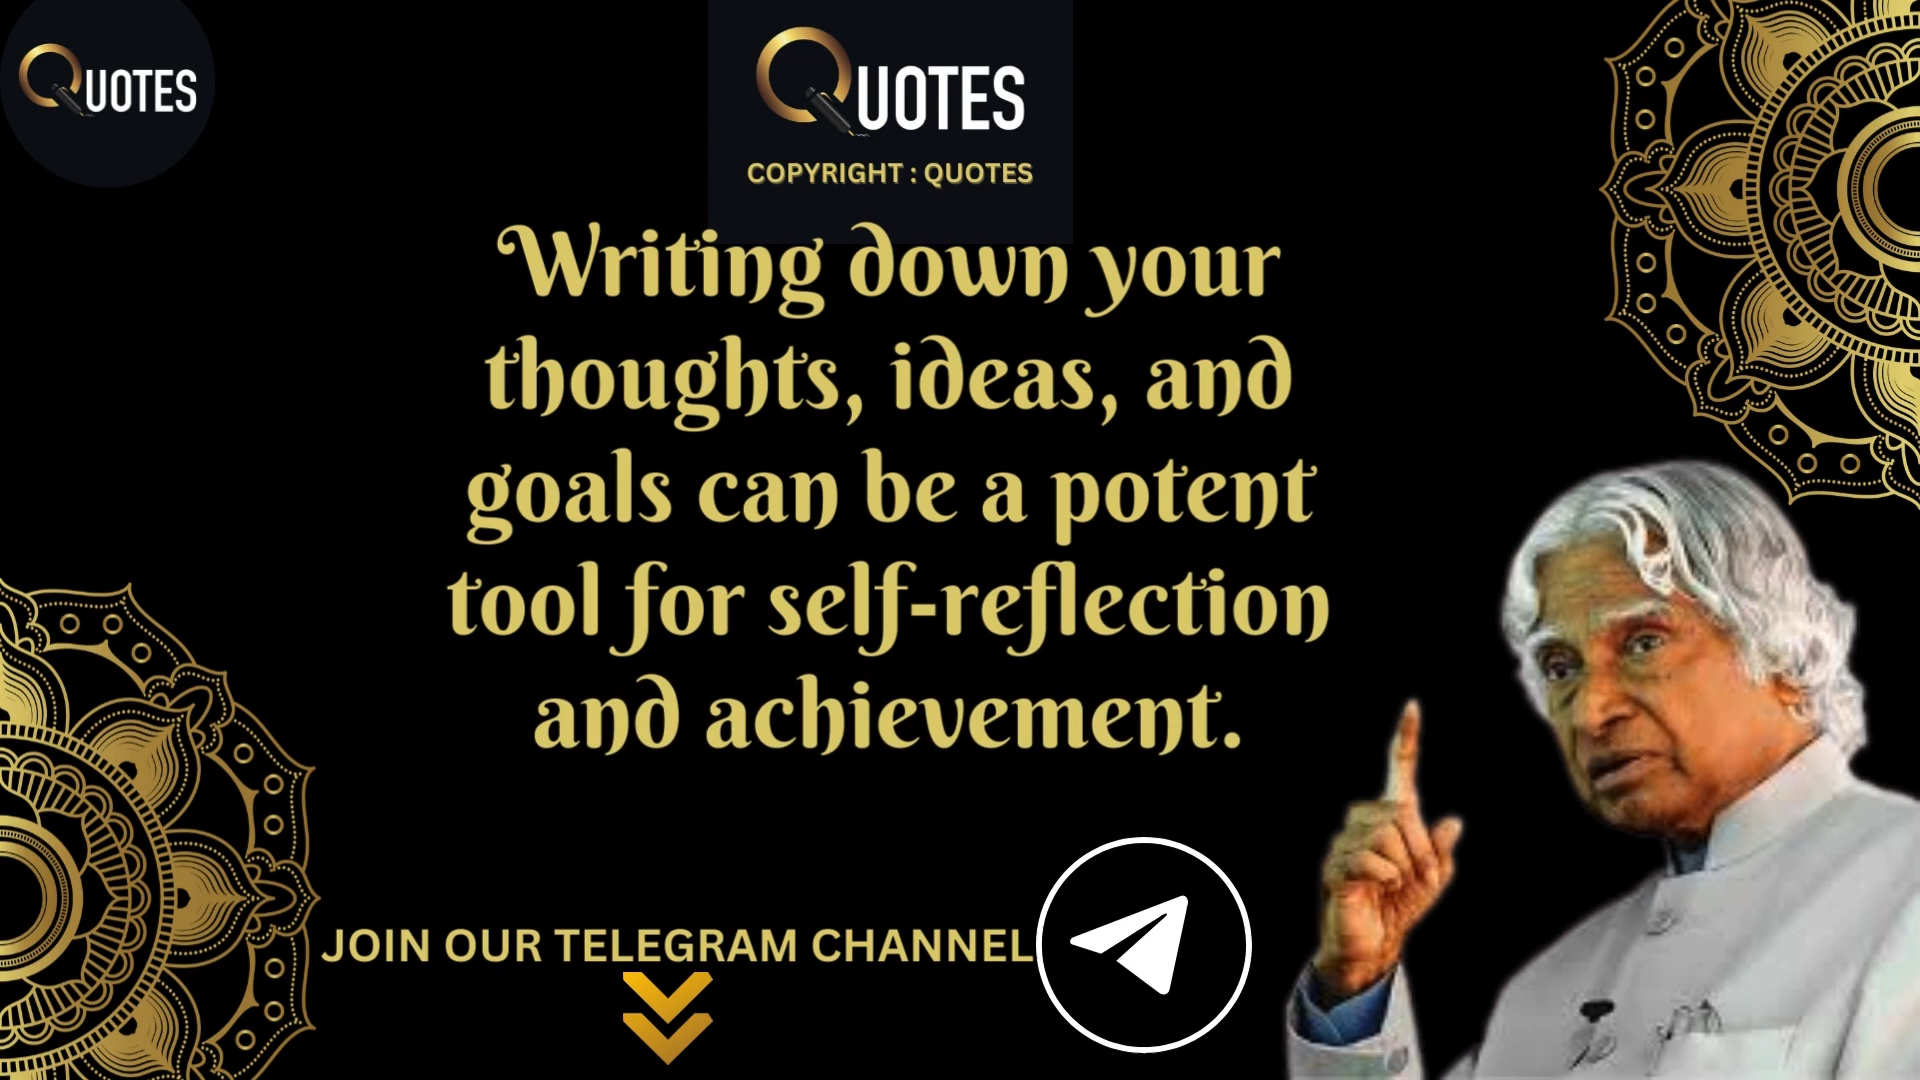 QUOTES
QUOTES
COPYRIGHT : QUOTES
Writing down your
thoughts, ideas, and
goals can be a potent
tool for self-reflection
and achievement.
JOIN OUR TELEGRAM CHANNEL